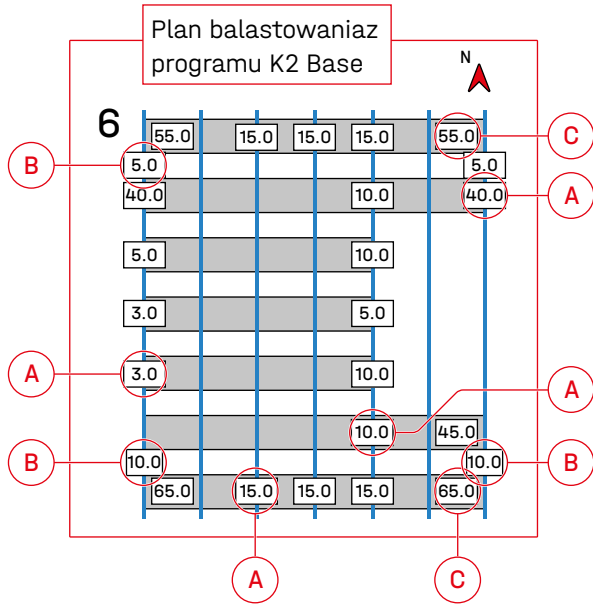 Plan balastowaniaz
programu K2 Base
N
6
55.0 15.0 15.0 15.0 55.0 C
B 5.0 5.0
40.0 10.0 40.0 A
5.0 10.0
3.0 5.0
A 3.0 10.0 A
10.0 45.0
B 10.0 10.0 B
65.0 15.0 15.0 15.0 65.0
A C